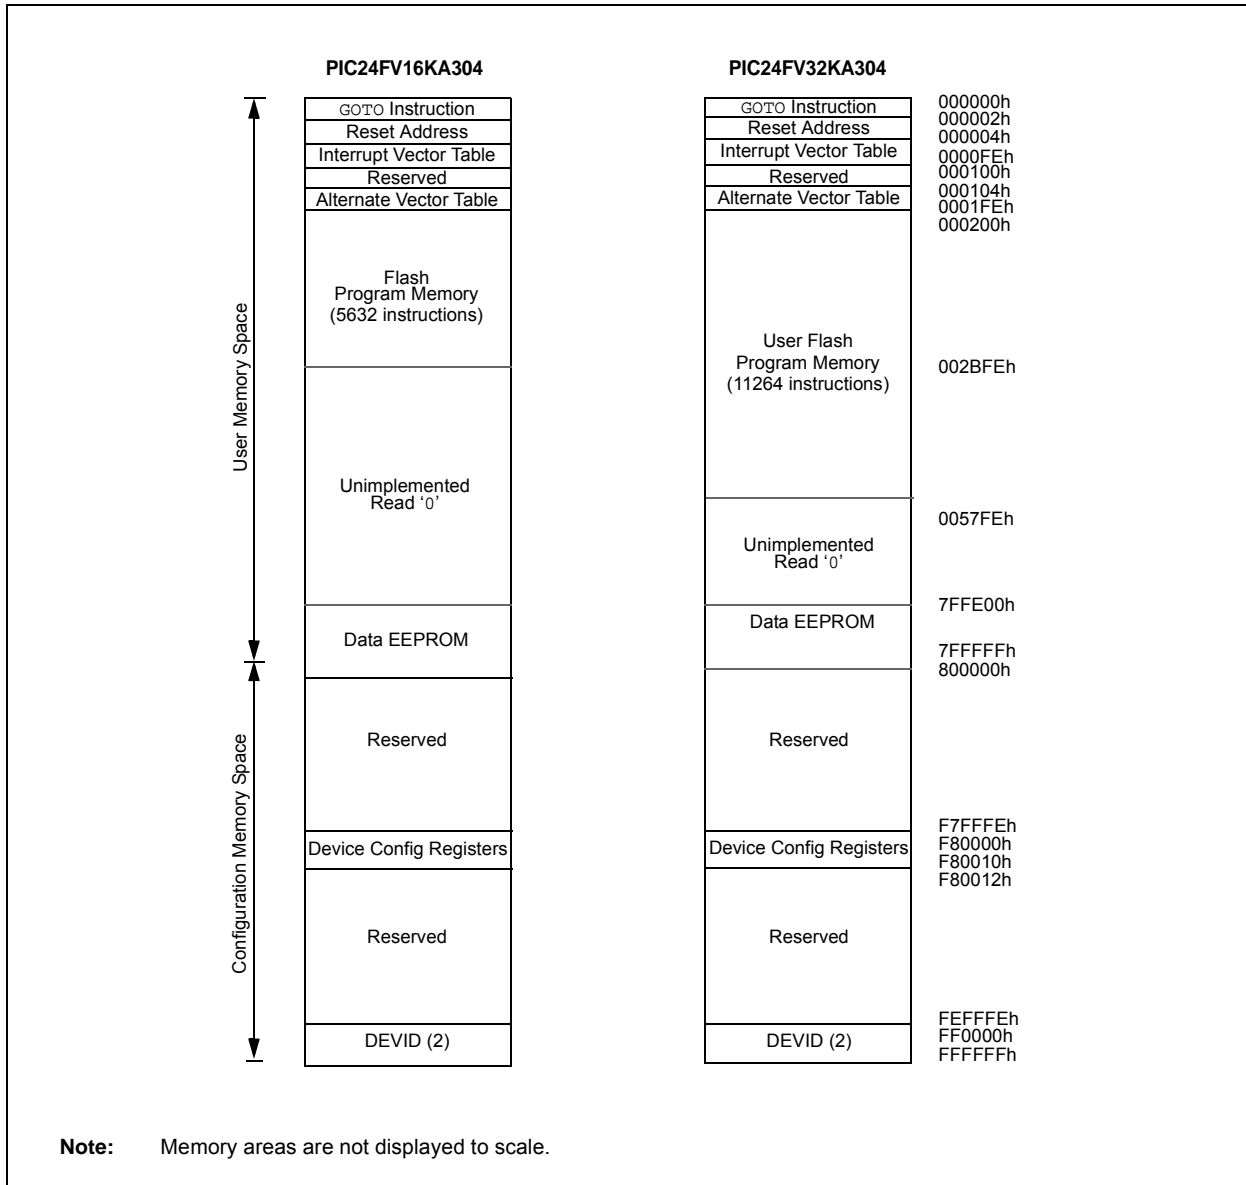 PIC24FV16KA304
PIC24FV32KA304
User Memory Space
Configuration Memory Space
GOTO Instruction
Reset Address
Interrupt Vector Table
Reserved
Alternate Vector Table
Flash
Program Memory
(5632 instructions)
Unimplemented
Read ‘0’
Data EEPROM
Reserved
Device Config Registers
Reserved
DEVID (2)
GOTO Instruction
Reset Address
Interrupt Vector Table
Reserved
Alternate Vector Table
User Flash
Program Memory
(11264 instructions)
Unimplemented
Read ‘0’
Data EEPROM
Reserved
Device Config Registers
Reserved
DEVID (2)
000000h
000002h
000004h
0000FEh
000100h
000104h
0001FEh
000200h
002BFEh
0057FEh
7FFE00h
7FFFFFh
800000h
F7FFFEh
F80000h
F80010h
F80012h
FEFFFEh
FF0000h
FFFFFFh
Note: Memory areas are not displayed to scale.